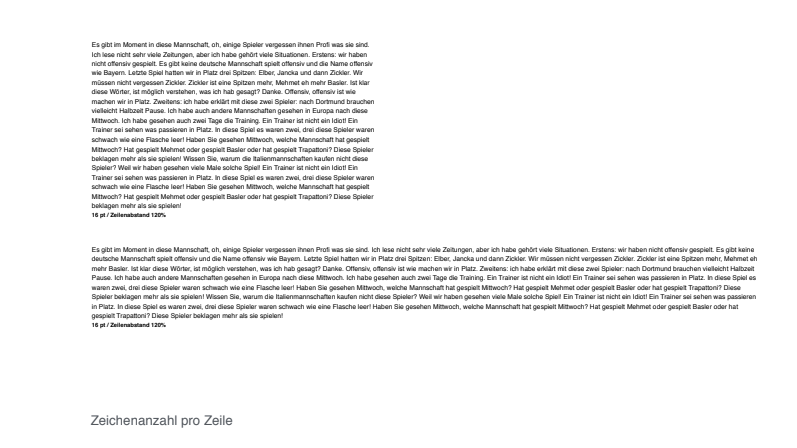 Es gibt im Moment in diese Mannschaft, oh, einige Spieler vergessen ihnen Profi was sie sind.
Ich lese nicht sehr viele Zeitungen, aber ich habe gehört viele Situationen. Erstens: wir haben
nicht offensiv gespielt. Es gibt keine deutsche Mannschaft spielt offensiv und die Name offensiv
wie Bayern. Letzte Spiel hatten wir in Platz drei Spitzen: Elber, Jancka und dann Zickler. Wir
müssen nicht vergessen Zickler. Zickler ist eine Spitzen mehr, Mehmet eh mehr Basler. Ist klar
diese Wörter, ist möglich verstehen, was ich hab gesagt? Danke. Offensiv, offensiv ist wie
machen wir in Platz. Zweitens: ich habe erklärt mit diese zwei Spieler: nach Dortmund brauchen
vielleicht Halbzeit Pause. Ich habe auch andere Mannschaften gesehen in Europa nach diese
Mittwoch. Ich habe gesehen auch zwei Tage die Training. Ein Trainer ist nicht ein Idiot! Ein
Trainer sei sehen was passieren in Platz. In diese Spiel es waren zwei, drei diese Spieler waren
schwach wie eine Flasche leer! Haben Sie gesehen Mittwoch, welche Mannschaft hat gespielt
Mittwoch? Hat gespielt Mehmet oder gespielt Basler oder hat gespielt Trapattoni? Diese Spieler
beklagen mehr als sie spielen! Wissen Sie, warum die Italienmannschaften kaufen nicht diese
Spieler? Weil wir haben gesehen viele Male solche Spiel! Ein Trainer ist nicht ein Idiot! Ein
Trainer sei sehen was passieren in Platz. In diese Spiel es waren zwei, drei diese Spieler waren
schwach wie eine Flasche leer! Haben Sie gesehen Mittwoch, welche Mannschaft hat gespielt
Mittwoch? Hat gespielt Mehmet oder gespielt Basler oder hat gespielt Trapattoni? Diese Spieler
beklagen mehr als sie spielen!
16 pt / Zeilenabstand 120%
Es gibt im Moment in diese Mannschaft, oh, einige Spieler vergessen ihnen Profi was sie sind. Ich lese nicht sehr viele Zeitungen, aber ich habe gehört viele Situationen. Erstens: wir haben nicht offensiv gespielt. Es gibt keine
deutsche Mannschaft spielt offensiv und die Name offensiv wie Bayern. Letzte Spiel hatten wir in Platz drei Spitzen: Elber, Jancka und dann Zickler. Wir müssen nicht vergessen Zickler. Zickler ist eine Spitzen mehr, Mehmet eh
mehr Basler. Ist klar diese Wörter, ist möglich verstehen, was ich hab gesagt? Danke. Offensiv, offensiv ist wie machen wir in Platz. Zweitens: ich habe erklärt mit diese zwei Spieler: nach Dortmund brauchen vielleicht Halbzeit
Pause. Ich habe auch andere Mannschaften gesehen in Europa nach diese Mittwoch. Ich habe gesehen auch zwei Tage die Training. Ein Trainer ist nicht ein Idiot! Ein Trainer sei sehen was passieren in Platz. In diese Spiel es
waren zwei, drei diese Spieler waren schwach wie eine Flasche leer! Haben Sie gesehen Mittwoch, welche Mannschaft hat gespielt Mittwoch? Hat gespielt Mehmet oder gespielt Basler oder hat gespielt Trapattoni? Diese
Spieler beklagen mehr als sie spielen! Wissen Sie, warum die Italienmannschaften kaufen nicht diese Spieler? Weil wir haben gesehen viele Male solche Spiel! Ein Trainer ist nicht ein Idiot! Ein Trainer sei sehen was passieren
in Platz. In diese Spiel es waren zwei, drei diese Spieler waren schwach wie eine Flasche leer! Haben Sie gesehen Mittwoch, welche Mannschaft hat gespielt Mittwoch? Hat gespielt Mehmet oder gespielt Basler oder hat
gespielt Trapattoni? Diese Spieler beklagen mehr als sie spielen!
16 pt / Zeilenabstand 120%
Zeichenanzahl pro Zeile